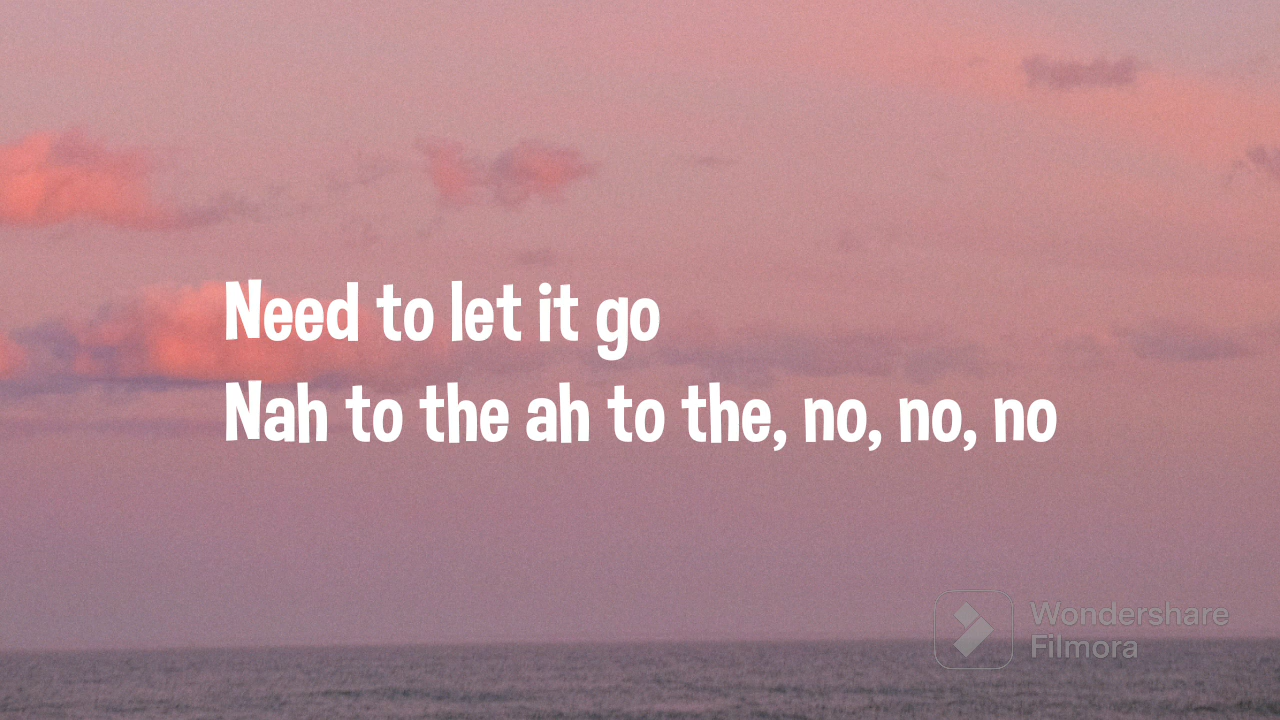 Need to let it go
Nah to the ah to the, no, no, no
Wondershare
Filmora